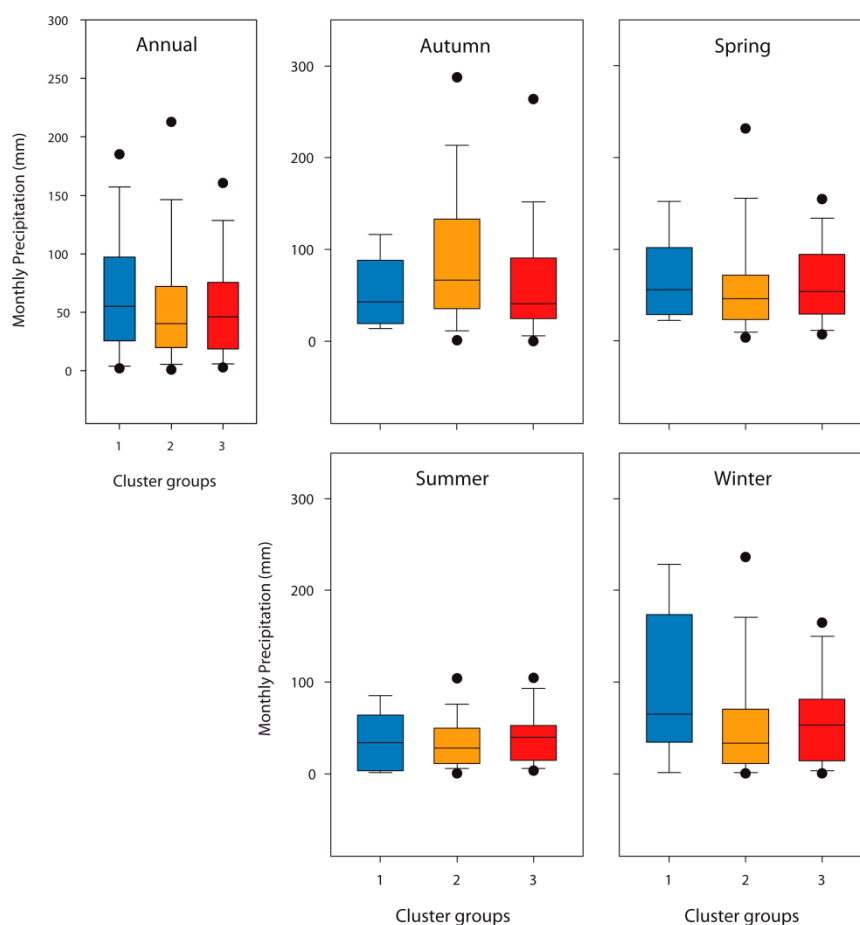 Annual
Monthly Precipitation (mm)
300
250
200
150
100
50
0
1 2 3
Cluster groups
Autumn
300
200
100
0
Spring
Summer
Monthly Precipitation (mm)
300
200
100
0
1 2 3
Cluster groups
Winter
1 2 3
Cluster groups